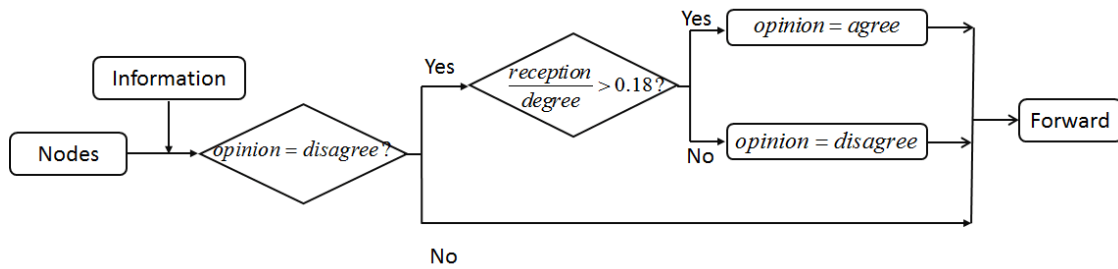 Information
Nodes
opinion = disagree?
Yes
reception
degree
> 0.18?
Yes
opinion = agree
No
opinion = disagree
Forward
No